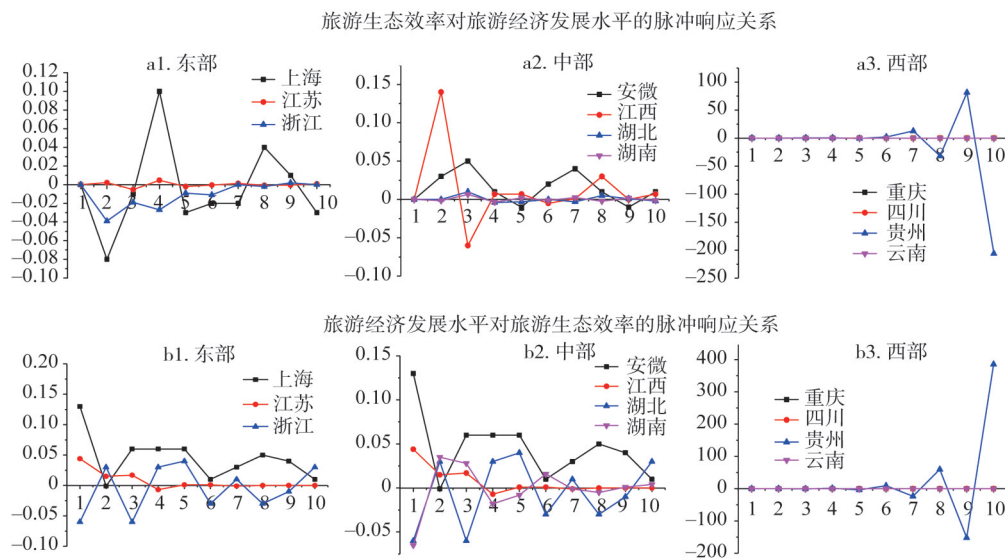 旅游生态效率对旅游经济发展水平的脉冲响应关系
a1. 东部
0.12
0.10
0.08
0.06
0.04
0.02
0
−0.02
−0.04
−0.06
−0.08
−0.10
1 2 3 4 5 6 7 8 9 10
上海
江苏
浙江
a2. 中部
0.15
0.10
0.05
0
−0.05
−0.10
1 2 3 4 5 6 7 8 9 10
安微
江西
湖北
湖南
a3. 西部
100
50
0
−50
−100
−150
−200
−250
1 2 3 4 5 6 7 8 9 10
重庆
四川
贵州
云南
旅游经济发展水平对旅游生态效率的脉冲响应关系
b1. 东部
0.20
0.15
0.10
0.05
0
−0.05
−0.10
1 2 3 4 5 6 7 8 9 10
上海
江苏
浙江
b2. 中部
0.15
0.10
0.05
0
−0.05
1 2 3 4 5 6 7 8 9 10
安微
江西
湖北
湖南
b3. 西部
400
300
200
100
0
−100
−200
1 2 3 4 5 6 7 8 9 10
重庆
四川
贵州
云南